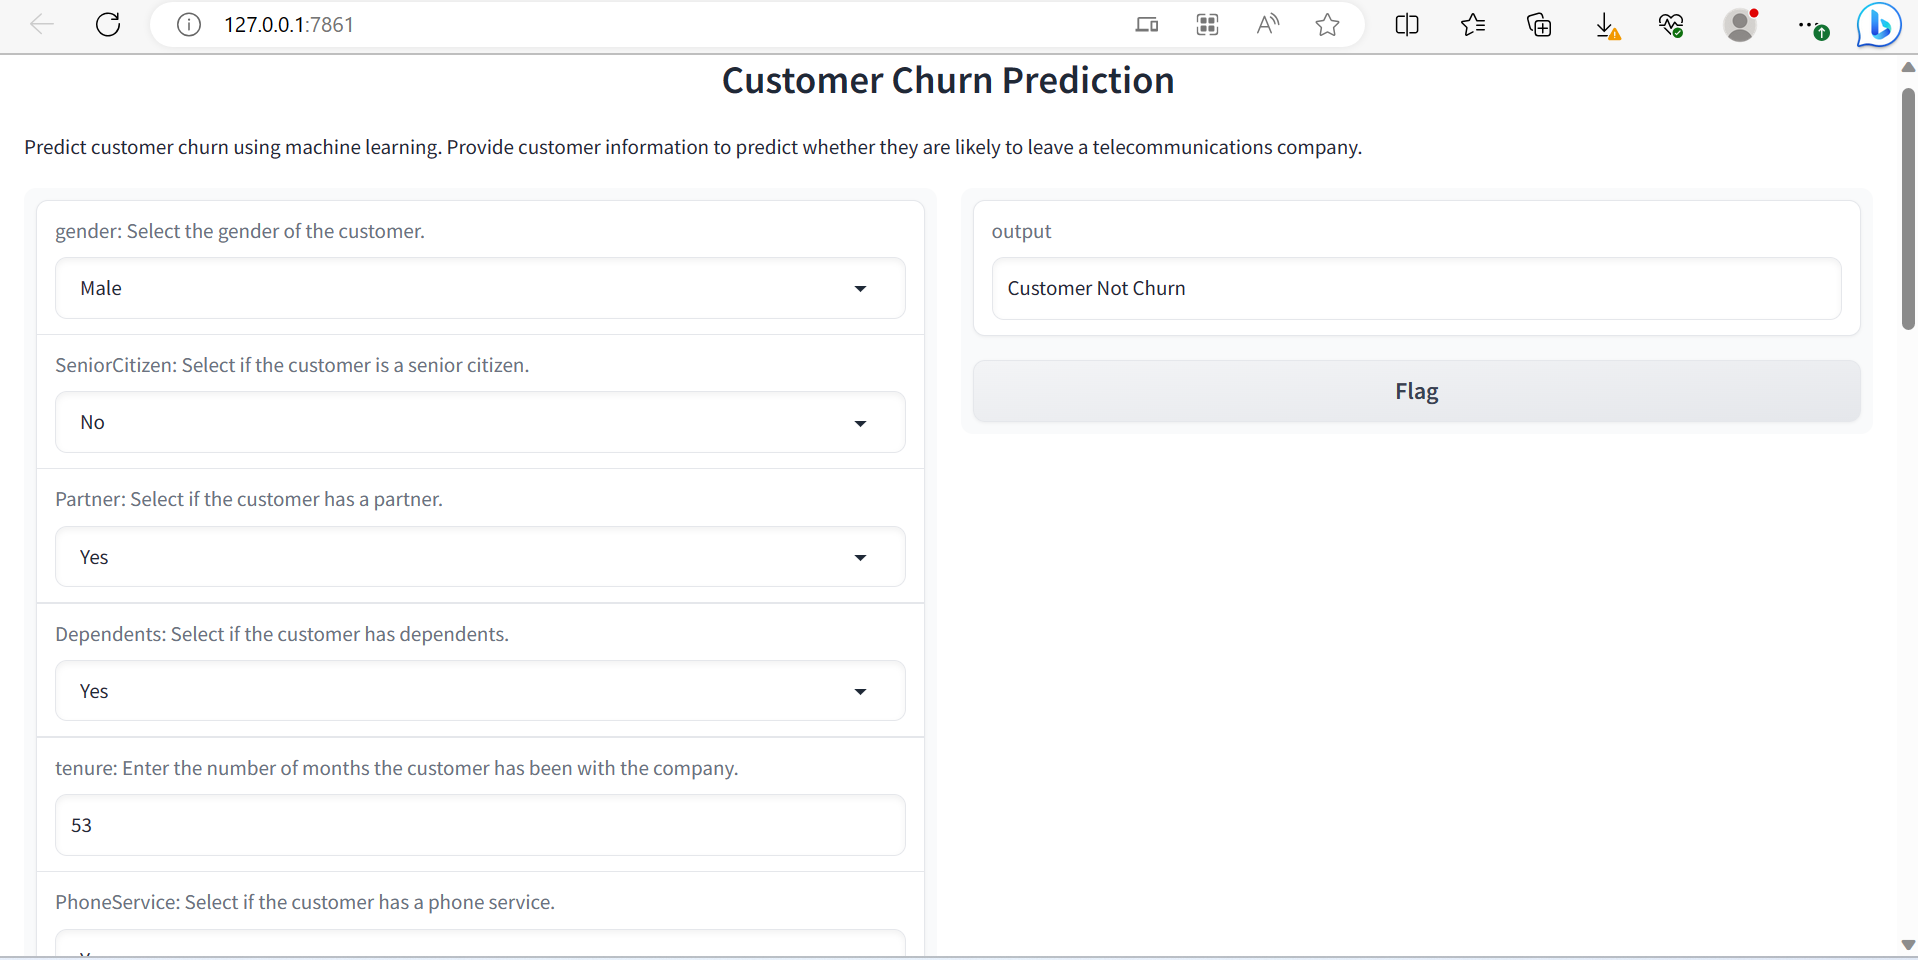 127.0.0.1:7861
Customer Churn Prediction
Predict customer churn using machine learning. Provide customer information to predict whether they are likely to leave a telecommunications company.
gender: Select the gender of the customer.
Male
SeniorCitizen: Select if the customer is a senior citizen.
No
Partner: Select if the customer has a partner.
Yes
Dependents: Select if the customer has dependents.
Yes
tenure: Enter the number of months the customer has been with the company.
53
PhoneService: Select if the customer has a phone service.
output
Customer Not Churn
Flag